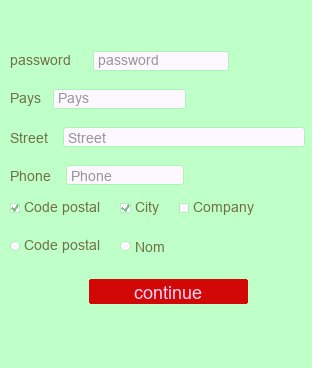 password password
Pays Pays
Street Street
Phone Phone
Code postal City Company
Code postal Nom
continue